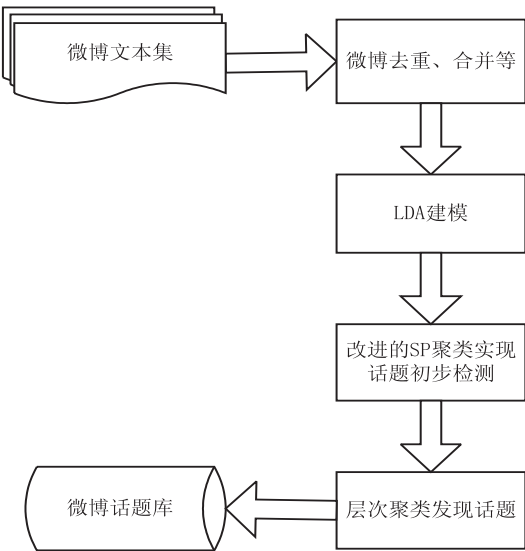 微博文本集
微博去重、合并等
LDA建模
改进的SP聚类实现
话题初步检测
层次聚类发现话题
微博话题库